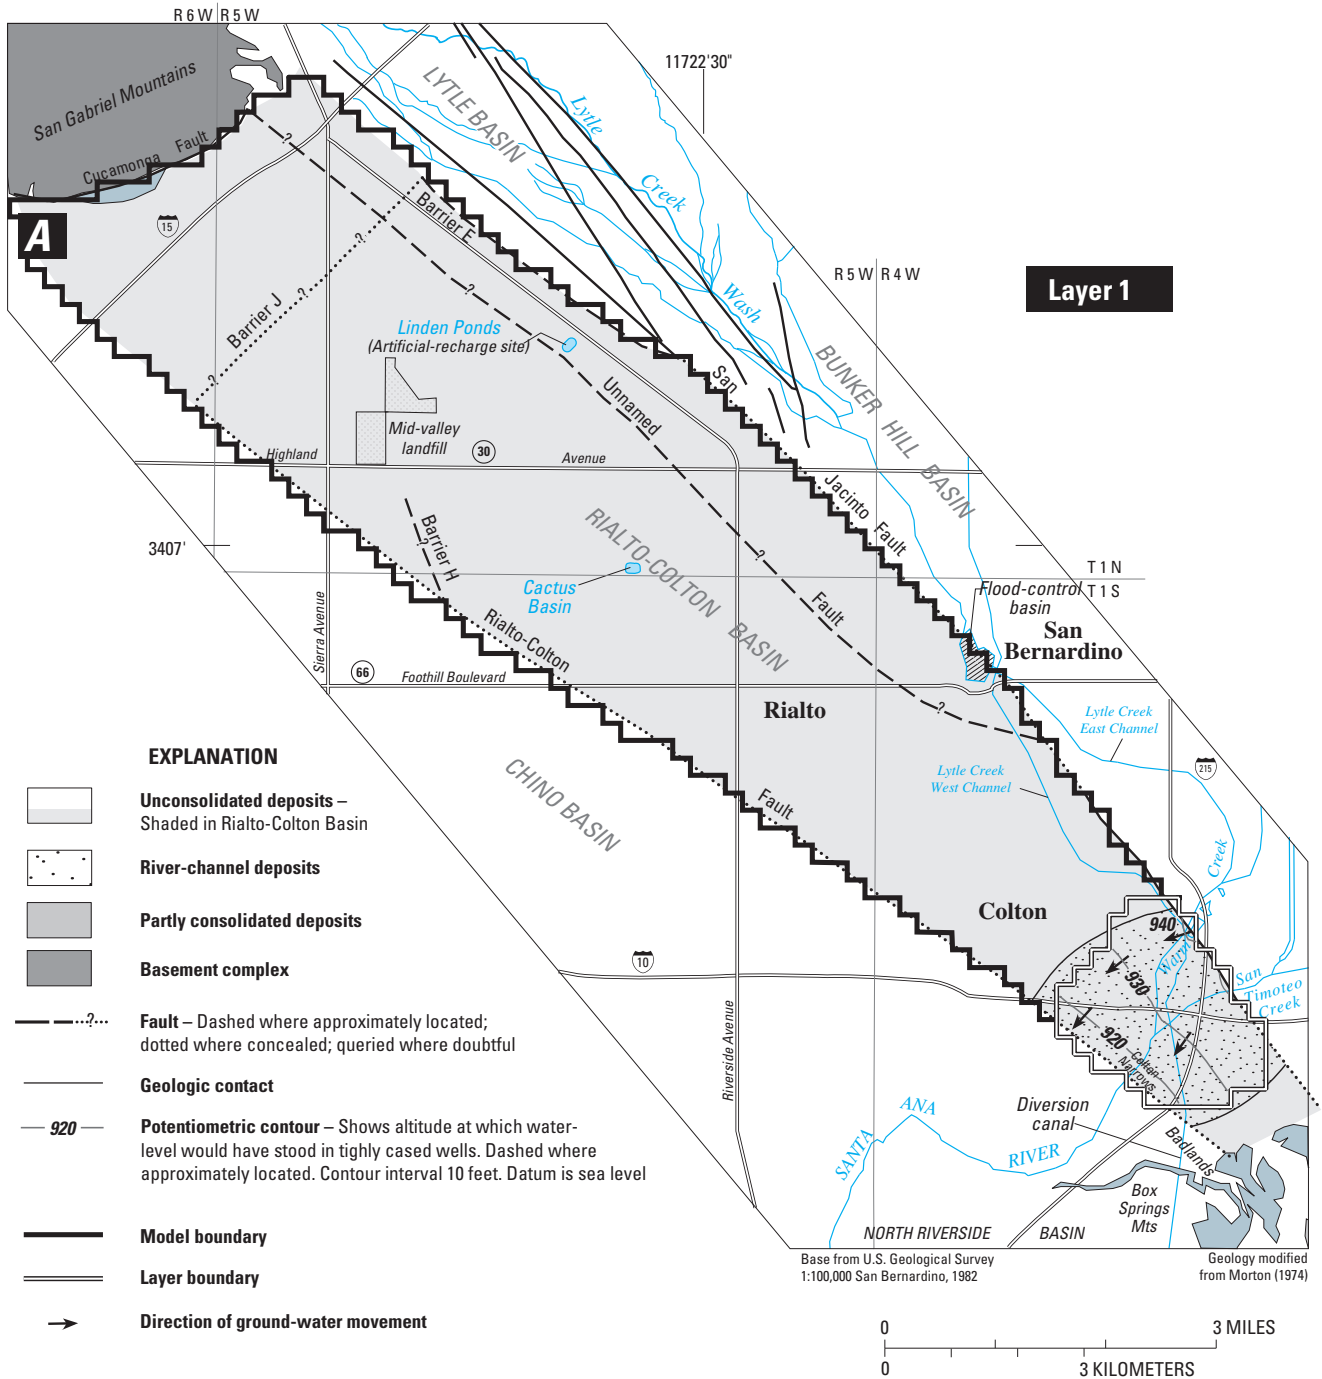 R 6 W R 5 W
11722'30"
San Gabriel Mountains
Cucamonga Fault
LYTLE BASIN
Lytle
Creek
Wash
A
15
?
Barrier E
?
Barrier J
?
?
?
R 5 W R 4 W
Layer 1
Linden Ponds
(Artificial-recharge site)
San
Unnamed
BUNKER HILL BASIN
Mid-valley
landfill
30
Highland
Avenue
Jacinto Fault
RIALTO-COLTON BASIN
Barrier H
?
3407'
?
T 1 N
T 1 S
Cactus
Basin
Fault
Flood-control
basin
San
Bernardino
Sierra Avenue
Rialto-Colton
66
Foothill Boulevard
Rialto
?
Lytle Creek
East Channel
Lytle Creek
West Channel
215
CHINO BASIN
Fault
Creek
Colton
940
Warm
930
920
San
Timoteo
Creek
10
Riverside Avenue
Colton
Narrows
Diversion
canal
SANTA
ANA
RIVER
Badlands
Box
Springs
Mts
NORTH RIVERSIDE BASIN
Base from U.S. Geological Survey
1:100,000 San Bernardino, 1982
Geology modified
from Morton (1974)
0 3 MILES
0 3 KILOMETERS
EXPLANATION
Unconsolidated deposits –
Shaded in Rialto-Colton Basin
River-channel deposits
Partly consolidated deposits
Basement complex
?
Fault – Dashed where approximately located;
dotted where concealed; queried where doubtful
Geologic contact
920
Potentiometric contour – Shows altitude at which water-
level would have stood in tighly cased wells. Dashed where
approximately located. Contour interval 10 feet. Datum is sea level
Model boundary
Layer boundary
Direction of ground-water movement